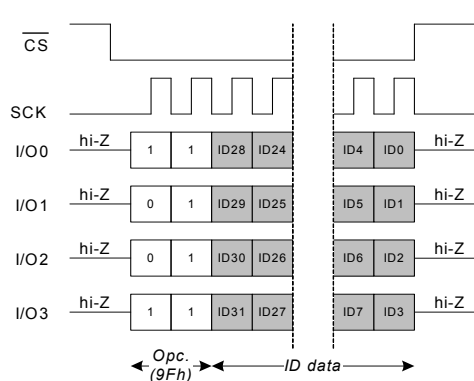 CS
SCK
I/O0 hi-Z 1 1 ID28 ID24 ID4 ID0 hi-Z
I/O1 hi-Z 0 1 ID29 ID25 ID5 ID1 hi-Z
I/O2 hi-Z 0 1 ID30 ID26 ID6 ID2 hi-Z
I/O3 hi-Z 1 1 ID31 ID27 ID7 ID3 hi-Z
Opc. ID data
(9Fh)